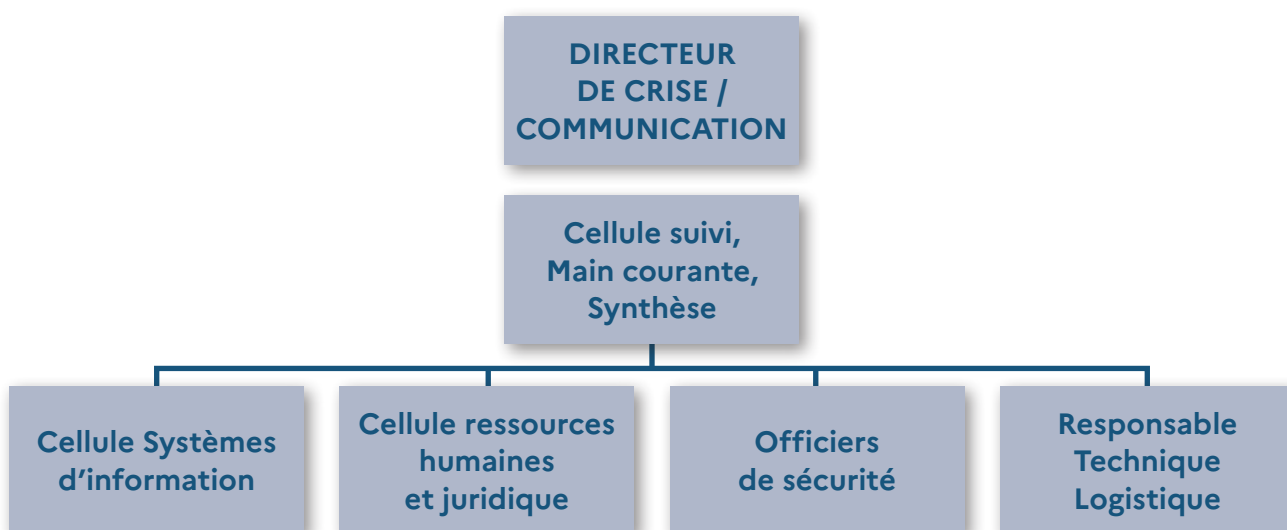 DIRECTEUR
DE CRISE /
COMMUNICATION
Cellule suivi,
Main courante,
Synthèse
Cellule Systèmes
d’information
Cellule ressources
humaines
et juridique
Officiers
de sécurité
Responsable
Technique
Logistique